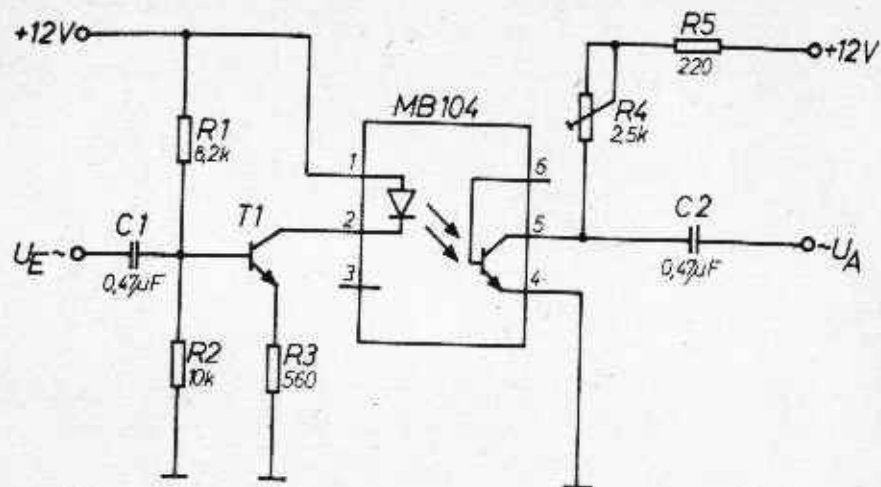 +12V
R1
8,2k
C1
0,47µF
T1
U_E~
R2
10k
R3
560
MB104
1
2
3
6
5
4
R5
220
+12V
R4
2,5k
C2
0,47µF
~U_A